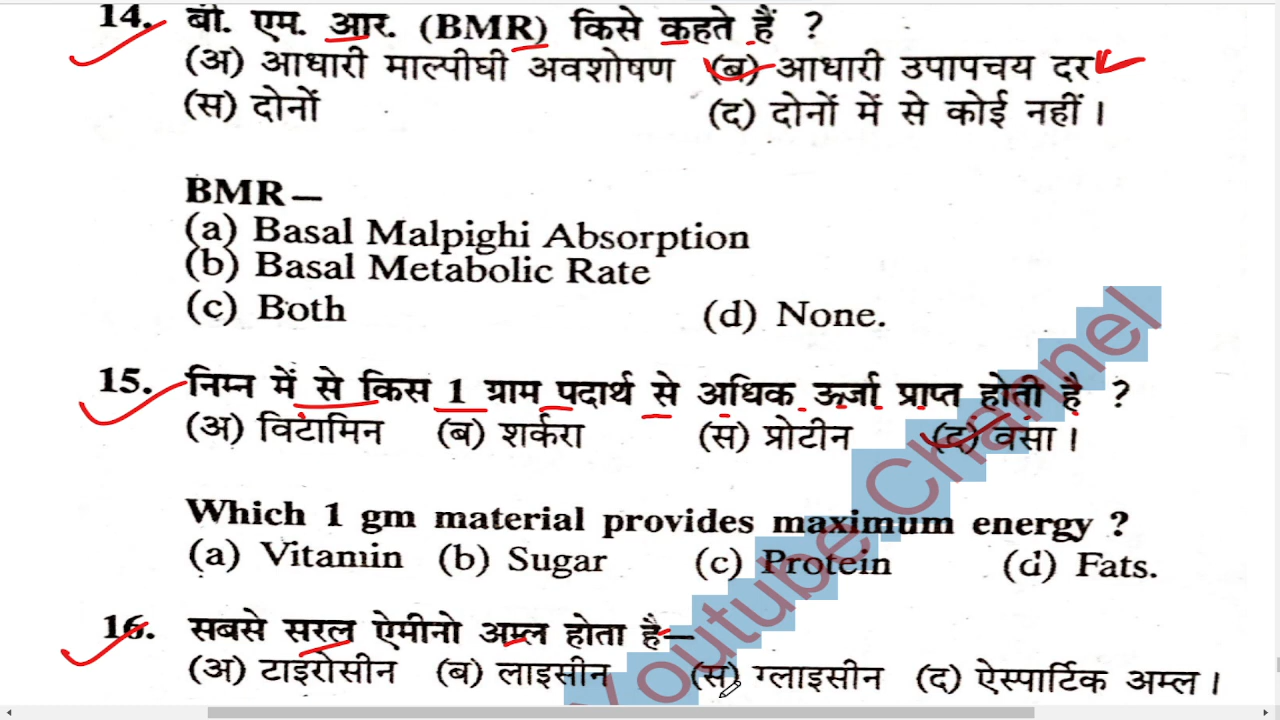 14. बी. एम. आर. (BMR) किसे कहते हैं ?
(अ) आधारी माल्पीघी अवशोषण (ब) आधारी उपापचय दर
(स) दोनों (द) दोनों में से कोई नहीं।
BMR—
(a) Basal Malpighi Absorption
(b) Basal Metabolic Rate
(c) Both (d) None.
15. निम्न में से किस 1 ग्राम पदार्थ से अधिक ऊर्जा प्राप्त होती है ?
(अ) विटामिन (ब) शर्करा (स) प्रोटीन (द) वसा।
Which 1 gm material provides maximum energy ?
(a) Vitamin (b) Sugar (c) Protein (d) Fats.
16. सबसे सरल ऐमीनो अम्ल होता है—
(अ) टाइरोसीन (ब) लाइसीन (स) ग्लाइसीन (द) ऐस्पार्टिक अम्ल।
Youtube Channel